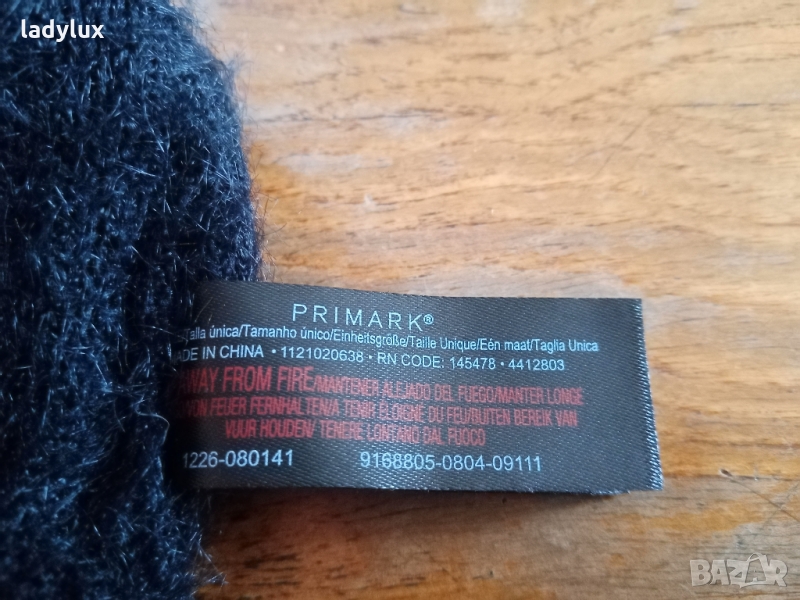 ladylux
PRIMARK®
Talla única/Tamanho único/Einheitsgröße/Taille Unique/Eén maat/Taglia Unica
MADE IN CHINA • 1121020638 • RN CODE: 145478 • 4412803
AWAY FROM FIRE/MANTENER ALEJADO DEL FUEGO/MANTER LONGE
VON FEUER FERNHALTEN/A TENIR ELOIGNE DU FEU/BUITEN BEREIK VAN
VUUR HOUDEN/ TENERE LONTANO DAL FUOCO
1226-080141 9168805-0804-09111
BAZAR